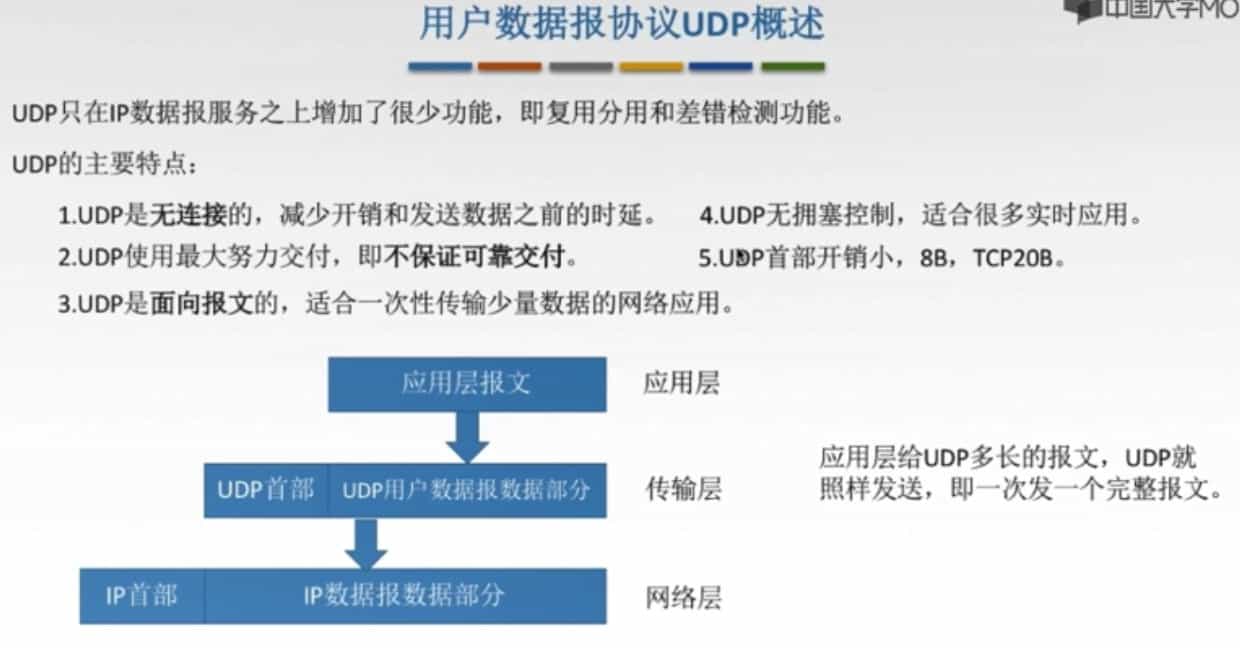 中国大学MO
用户数据报协议UDP概述
UDP只在IP数据报服务之上增加了很少功能，即复用分用和差错检测功能。
UDP的主要特点：
1.UDP是无连接的，减少开销和发送数据之前的时延。
2.UDP使用最大努力交付，即不保证可靠交付。
3.UDP是面向报文的，适合一次性传输少量数据的网络应用。
4.UDP无拥塞控制，适合很多实时应用。
5.UDP首部开销小，8B，TCP20B。
应用层报文 应用层
UDP首部 UDP用户数据报数据部分 传输层
IP首部 IP数据报数据部分 网络层
应用层给UDP多长的报文，UDP就
照样发送，即一次发一个完整报文。